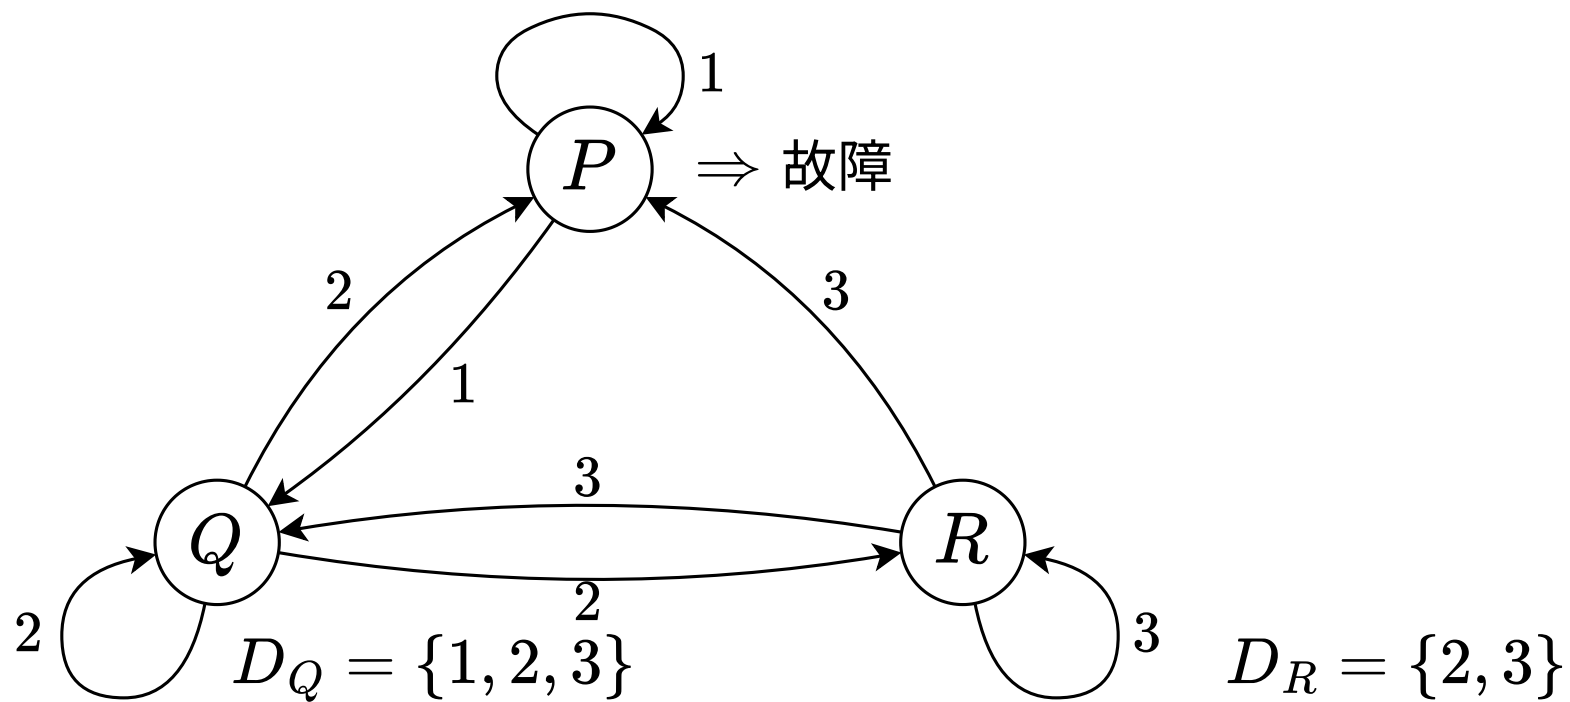 1
P ⇒ 故障
2
3
1
3
Q
R
2
2
3
D_Q = {1, 2, 3}
D_R = {2, 3}